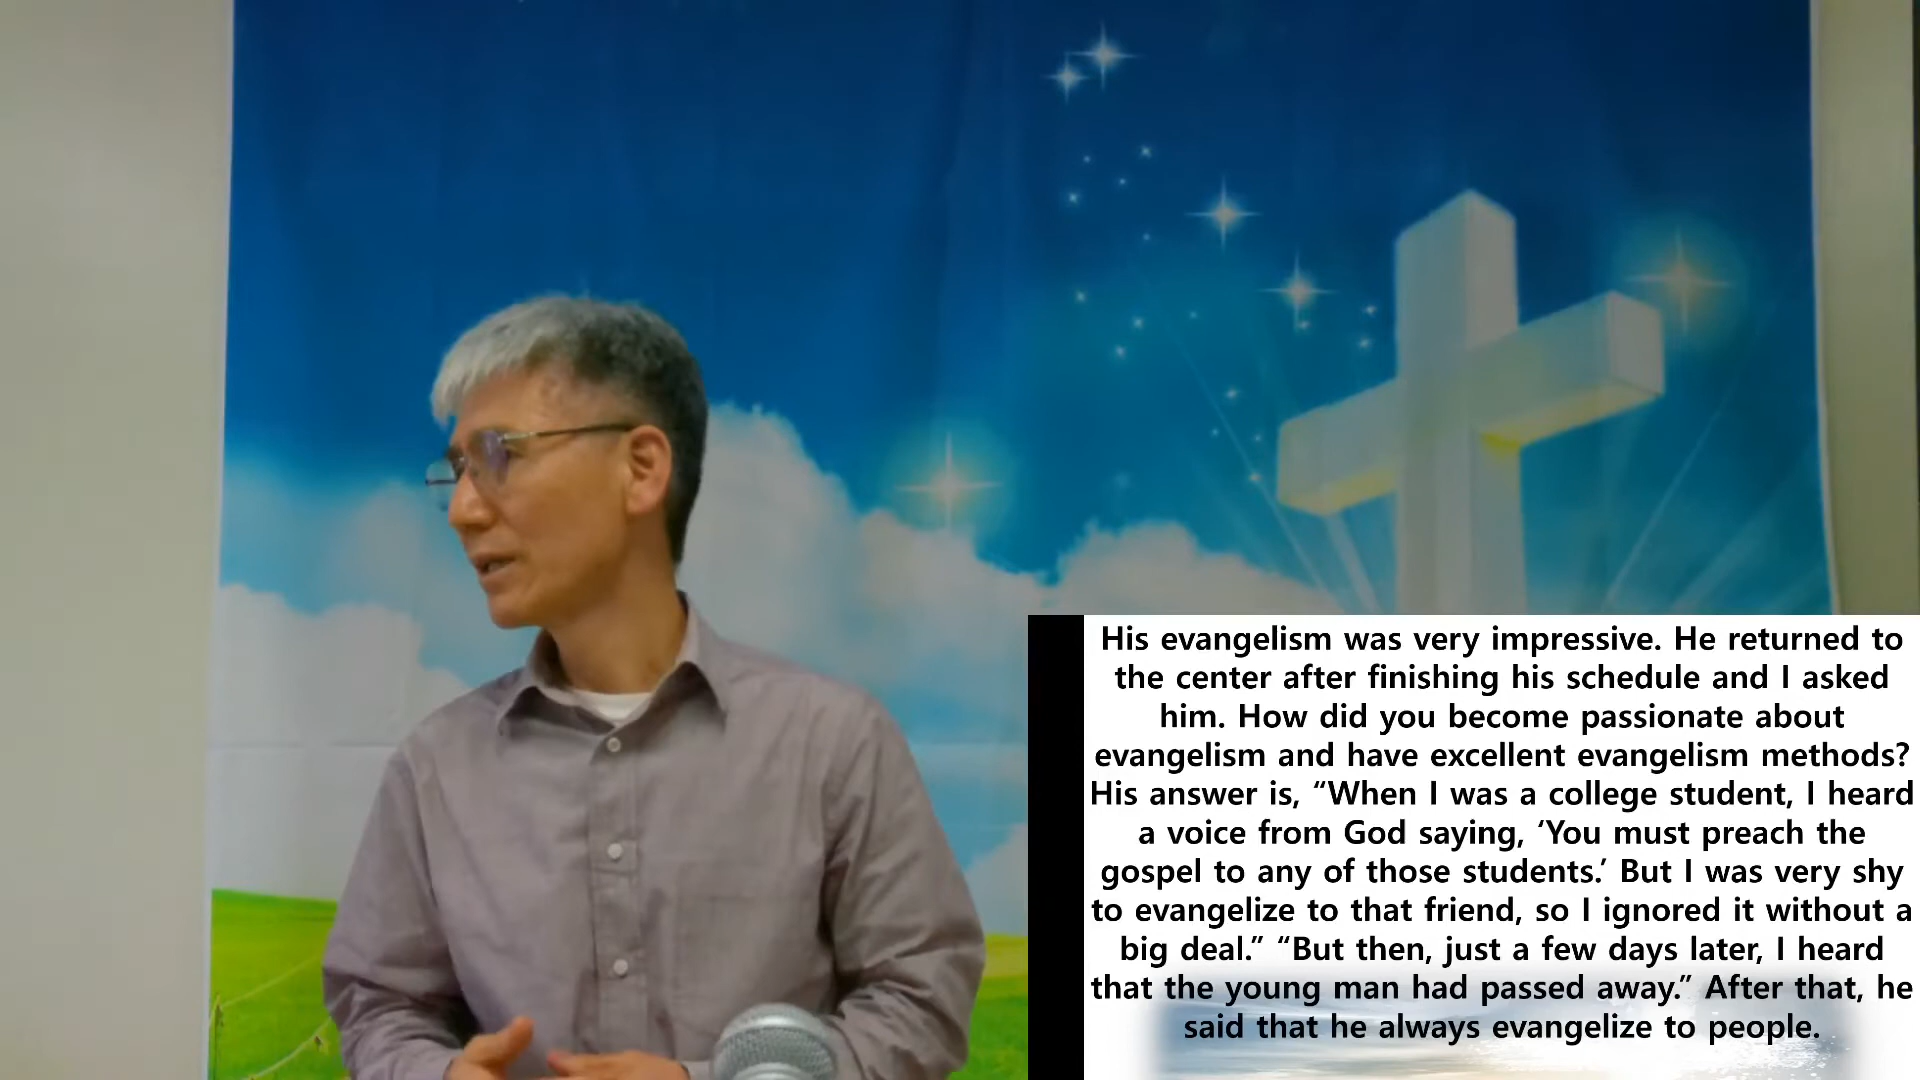 His evangelism was very impressive. He returned to
the center after finishing his schedule and I asked
him. How did you become passionate about
evangelism and have excellent evangelism methods?
His answer is, “When I was a college student, I heard
a voice from God saying, ‘You must preach the
gospel to any of those students.’ But I was very shy
to evangelize to that friend, so I ignored it without a
big deal.” “But then, just a few days later, I heard
that the young man had passed away.” After that, he
said that he always evangelize to people.